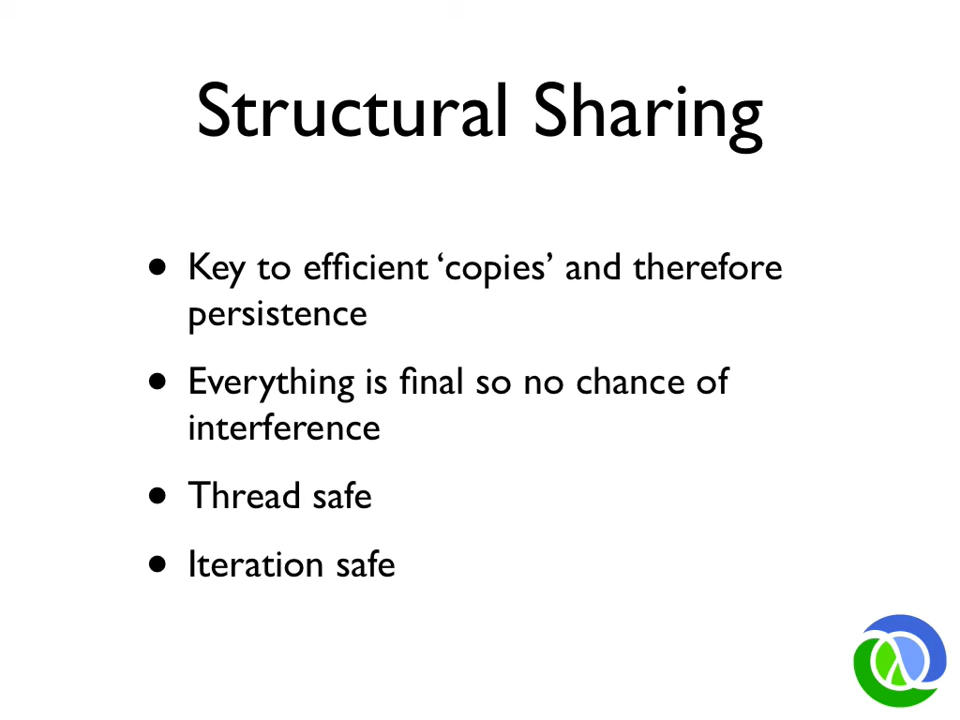 Structural Sharing
• Key to efficient ‘copies’ and therefore
persistence
• Everything is final so no chance of
interference
• Thread safe
• Iteration safe